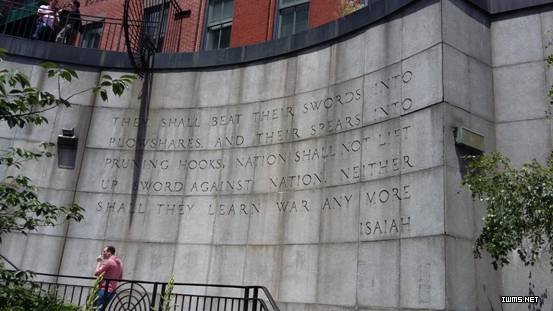 THEY SHALL BEAT THEIR SWORDS INTO
PLOWSHARES. AND THEIR SPEARS INTO
PRUNING HOOKS. NATION SHALL NOT LIFT
UP SWORD AGAINST NATION. NEITHER
SHALL THEY LEARN WAR ANY MORE
ISAIAH
IWMS.NET